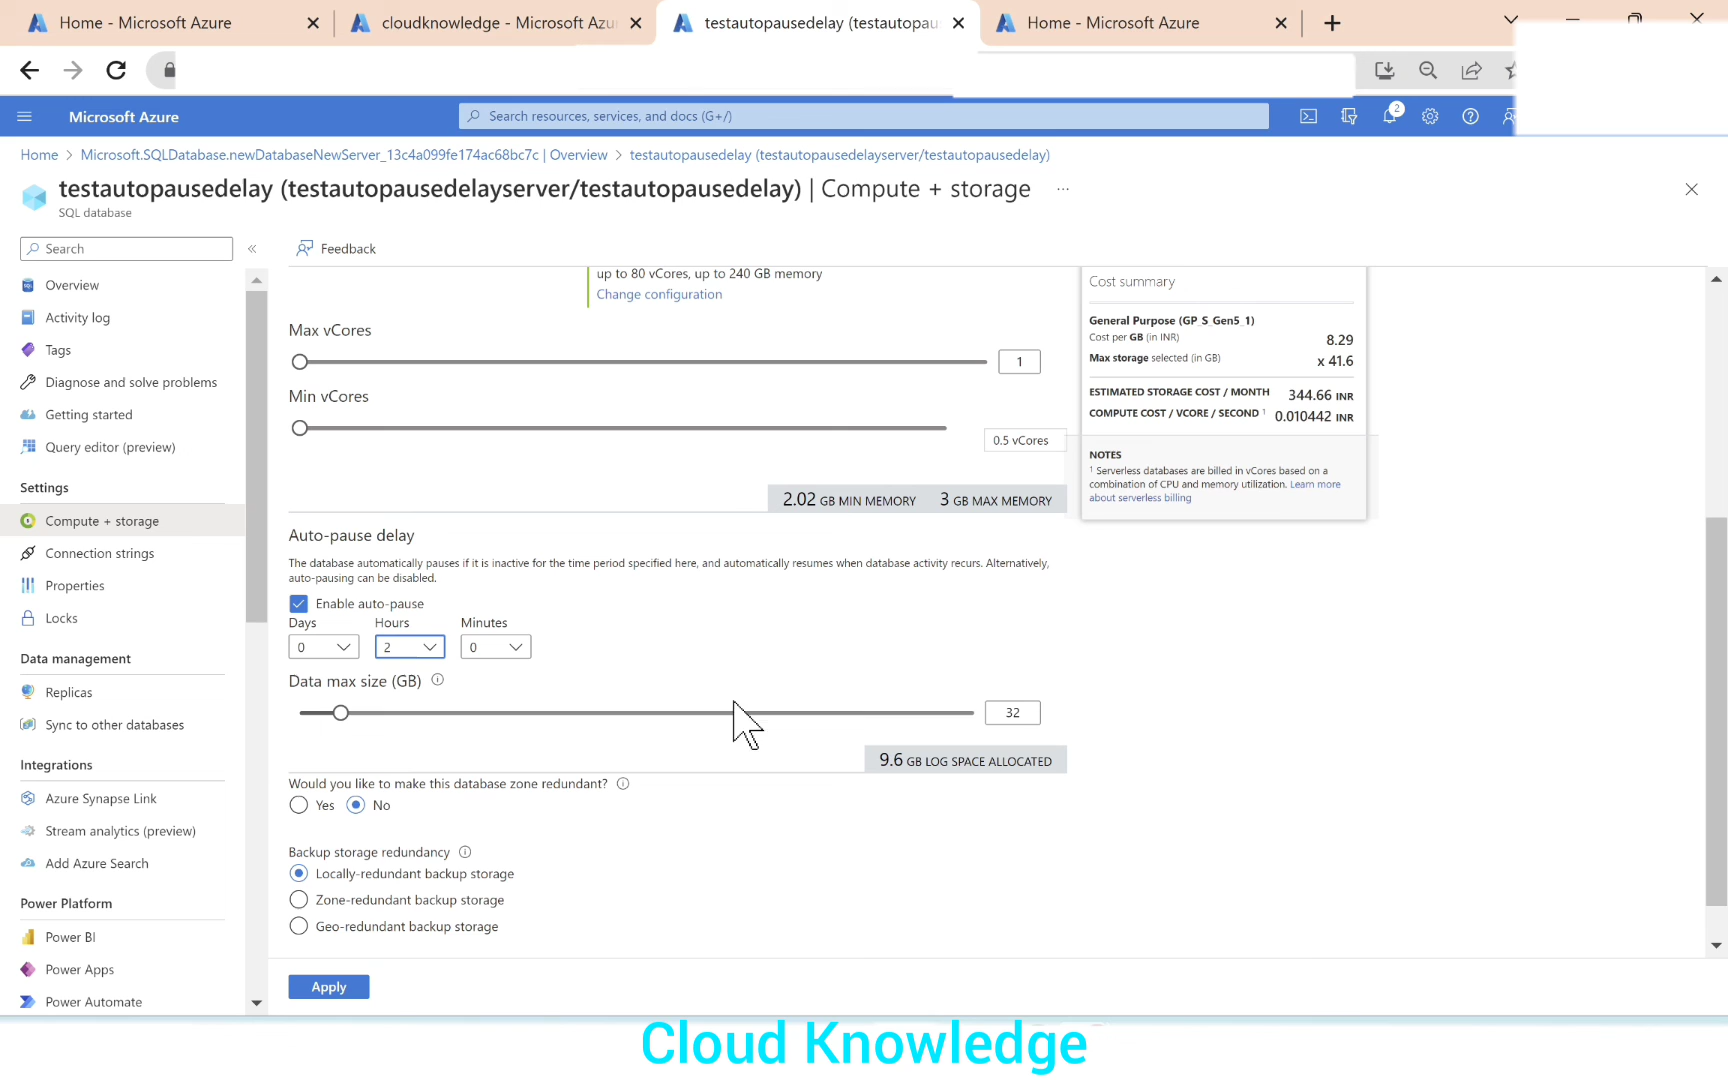 Home - Microsoft Azure
cloudknowledge - Microsoft Azu
testautopausedelay (testautopau
Home - Microsoft Azure
Microsoft Azure
Search resources, services, and docs (G+/)
2
Home > Microsoft.SQLDatabase.newDatabaseNewServer_13c4a099fe174ac68bc7c | Overview > testautopausedelay (testautopausedelayserver/testautopausedelay)
testautopausedelay (testautopausedelayserver/testautopausedelay) | Compute + storage ...
SQL database
Search
Overview
Activity log
Tags
Diagnose and solve problems
Getting started
Query editor (preview)
Settings
Compute + storage
Connection strings
Properties
Locks
Data management
Replicas
Sync to other databases
Integrations
Azure Synapse Link
Stream analytics (preview)
Add Azure Search
Power Platform
Power BI
Power Apps
Power Automate
Feedback
up to 80 vCores, up to 240 GB memory
Change configuration
Max vCores
1
Min vCores
0.5 vCores
2.02 GB MIN MEMORY 3 GB MAX MEMORY
Auto-pause delay
The database automatically pauses if it is inactive for the time period specified here, and automatically resumes when database activity recurs. Alternatively,
auto-pausing can be disabled.
Enable auto-pause
Days Hours Minutes
0 2 0
Data max size (GB)
32
9.6 GB LOG SPACE ALLOCATED
Would you like to make this database zone redundant?
Yes No
Backup storage redundancy
Locally-redundant backup storage
Zone-redundant backup storage
Geo-redundant backup storage
Apply
Cost summary
General Purpose (GP_S_Gen5_1)
Cost per GB (in INR) 8.29
Max storage selected (in GB) x 41.6
ESTIMATED STORAGE COST / MONTH 344.66 INR
COMPUTE COST / VCORE / SECOND 1 0.010442 INR
NOTES
1 Serverless databases are billed in vCores based on a
combination of CPU and memory utilization. Learn more
about serverless billing
Cloud Knowledge